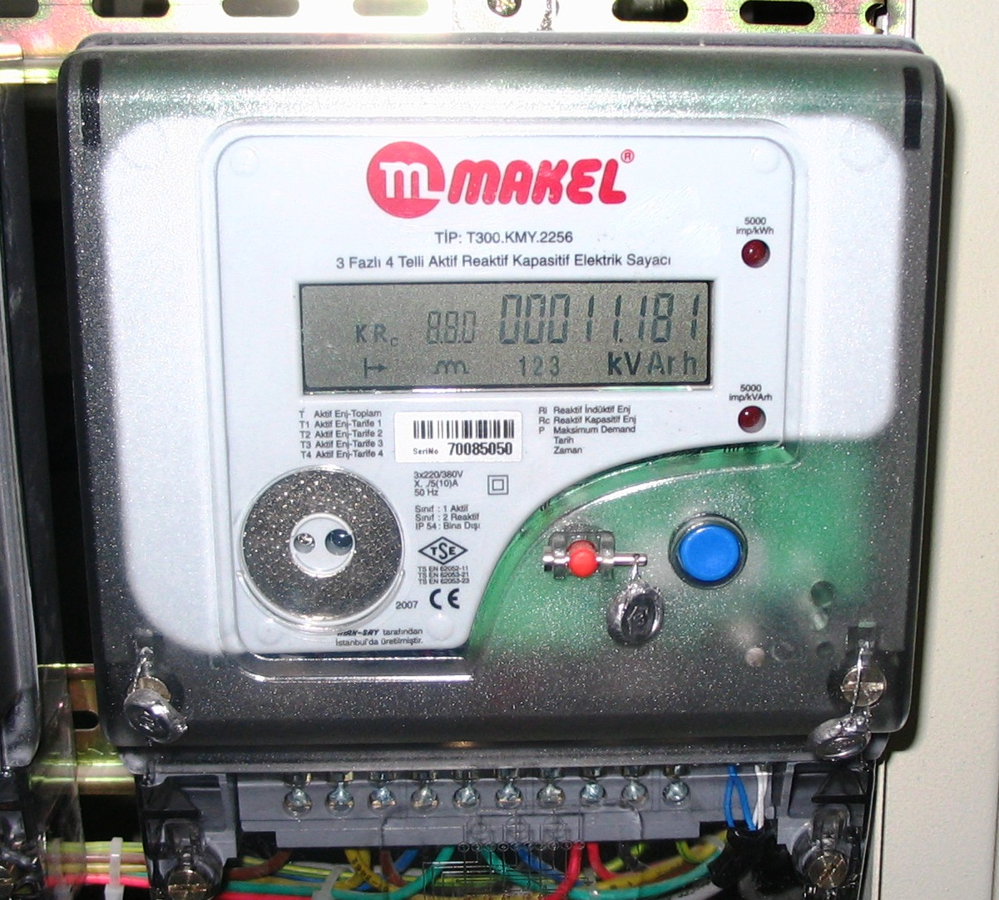 m MAKEL®
TİP: T300.KMY.2256
3 Fazlı 4 Telli Aktif Reaktif Kapasitif Elektrik Sayacı
5000
imp/kWh
KRc 8.8.0 00011.181
123 kVArh
5000
imp/kVArh
T Aktif Enj-Toplam
T1 Aktif Enj-Tarife 1
T2 Aktif Enj-Tarife 2
T3 Aktif Enj-Tarife 3
T4 Aktif Enj-Tarife 4
SeriNo 70085050
Ri Reaktif İndüktif Enj
Rc Reaktif Kapasitif Enj
P Maksimum Demand
Tarih
Zaman
3x220/380V
X./5(10)A
50 Hz
Sınıf : 1 Aktif
Sınıf : 2 Reaktif
IP 54 : Bina Dışı
TSE
TS EN 62052-11
TS EN 62053-21
TS EN 62053-23
2007 CE
MAK-SAY tarafından
İstanbul'da üretilmiştir.